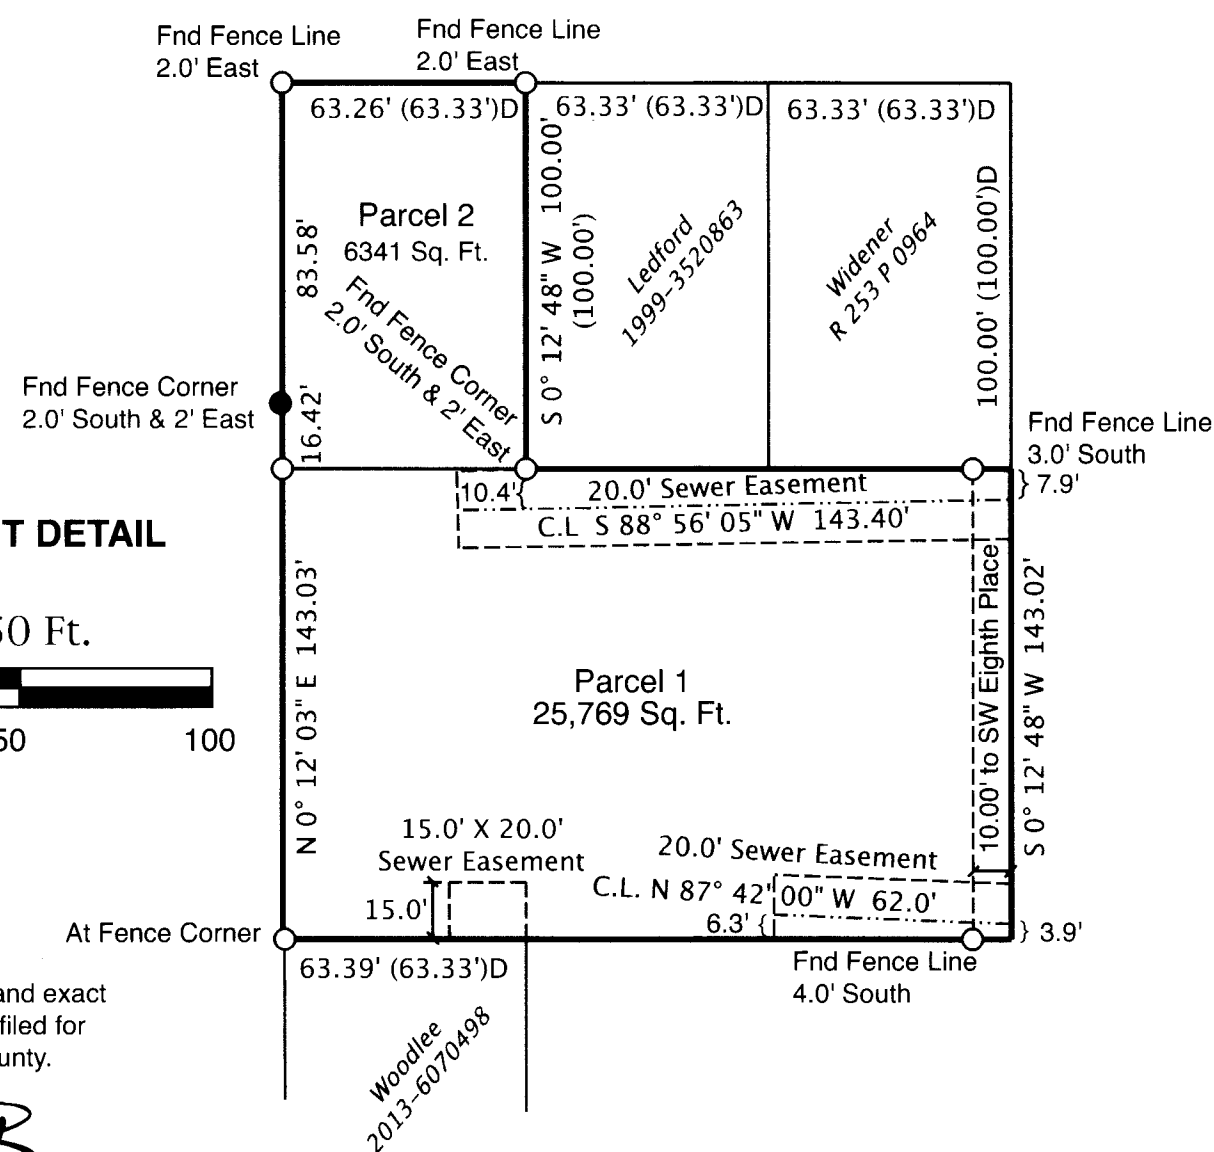 Fnd Fence Line
2.0' East
Fnd Fence Line
2.0' East
63.26' (63.33')D
63.33' (63.33')D
63.33' (63.33')D
83.58'
Parcel 2
6341 Sq. Ft.
S 0° 12' 48" W 100.00'
(100.00')
Ledford
1999-3520863
Widener
R 253 P 0964
100.00' (100.00')D
Fnd Fence Corner
2.0' South & 2' East
Fnd Fence Corner
2.0' South & 2' East
16.42'
Fnd Fence Line
3.0' South
10.4'{
20.0' Sewer Easement
} 7.9'
C.L S 88° 56' 05" W 143.40'
T DETAIL
50 Ft.
50
100
N 0° 12' 03" E 143.03'
Parcel 1
25,769 Sq. Ft.
10.00' to SW Eighth Place
S 0° 12' 48" W 143.02'
15.0' X 20.0'
Sewer Easement
15.0'
20.0' Sewer Easement
C.L. N 87° 42' 00" W 62.0'
6.3' {
} 3.9'
At Fence Corner
63.39' (63.33')D
Fnd Fence Line
4.0' South
and exact
filed for
unty.
Woodlee
2013-6070498